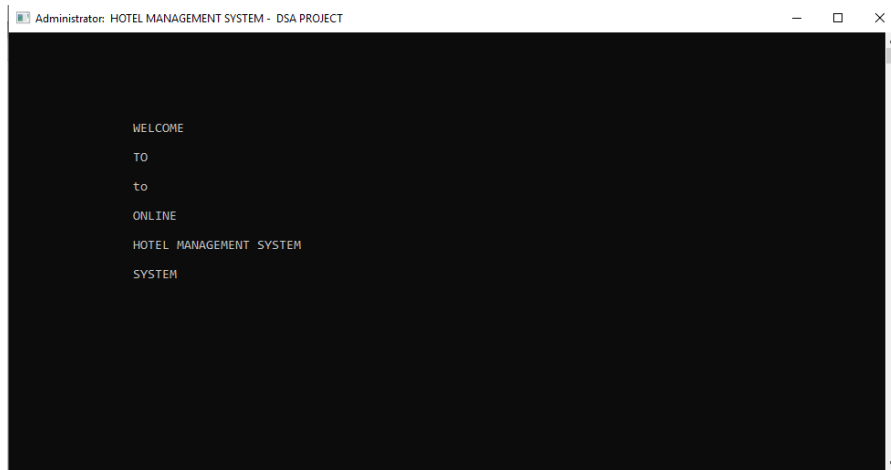 Administrator: HOTEL MANAGEMENT SYSTEM - DSA PROJECT
WELCOME
TO
to
ONLINE
HOTEL MANAGEMENT SYSTEM
SYSTEM